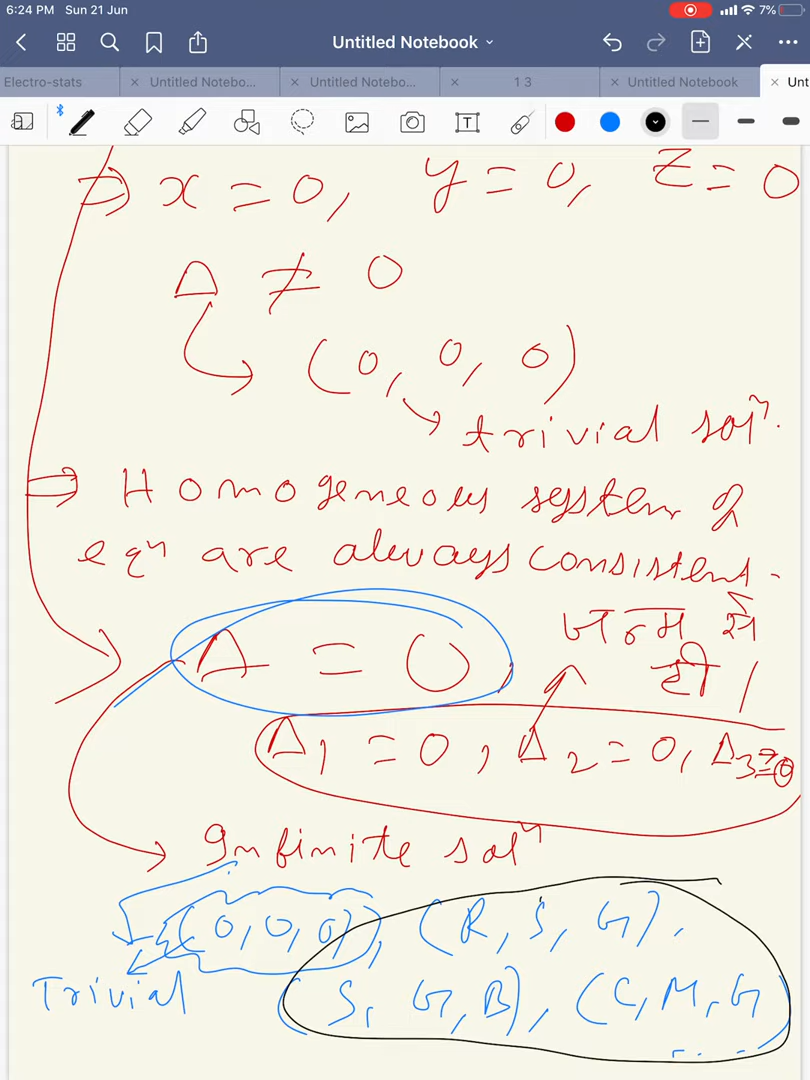 6:24 PM Sun 21 Jun 7%
Untitled Notebook
Electro-stats × Untitled Notebo... × Untitled Notebo... × 1 3 × Untitled Notebook × Unt
⇒ x = 0, y = 0, z = 0
Δ ≠ 0
(0, 0, 0)
trivial solⁿ.
⇒ Homogeneous system of
eqⁿ are always consistent.
जन्म से
ही।
Δ = 0,
Δ₁ = 0, Δ₂ = 0, Δ₃ = 0
Infinite solⁿ
(0,0,0), (R, S, G),
Trivial (S, G, B), (C, M, G
....